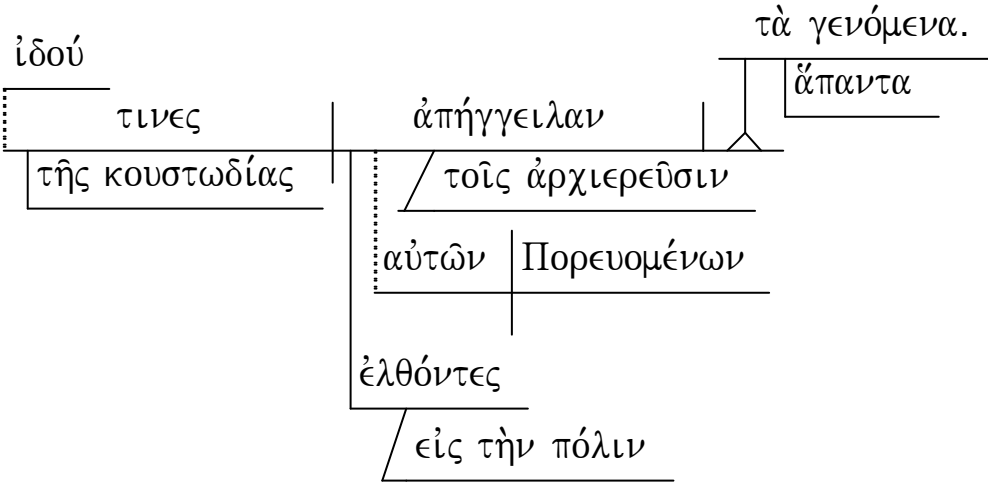 τὰ γενόμενα.
ἰδού
ἅπαντα
τινες ἀπήγγειλαν
τῆς κουστωδίας τοῖς ἀρχιερεῦσιν
αὐτῶν Πορευομένων
ἐλθόντες
εἰς τὴν πόλιν